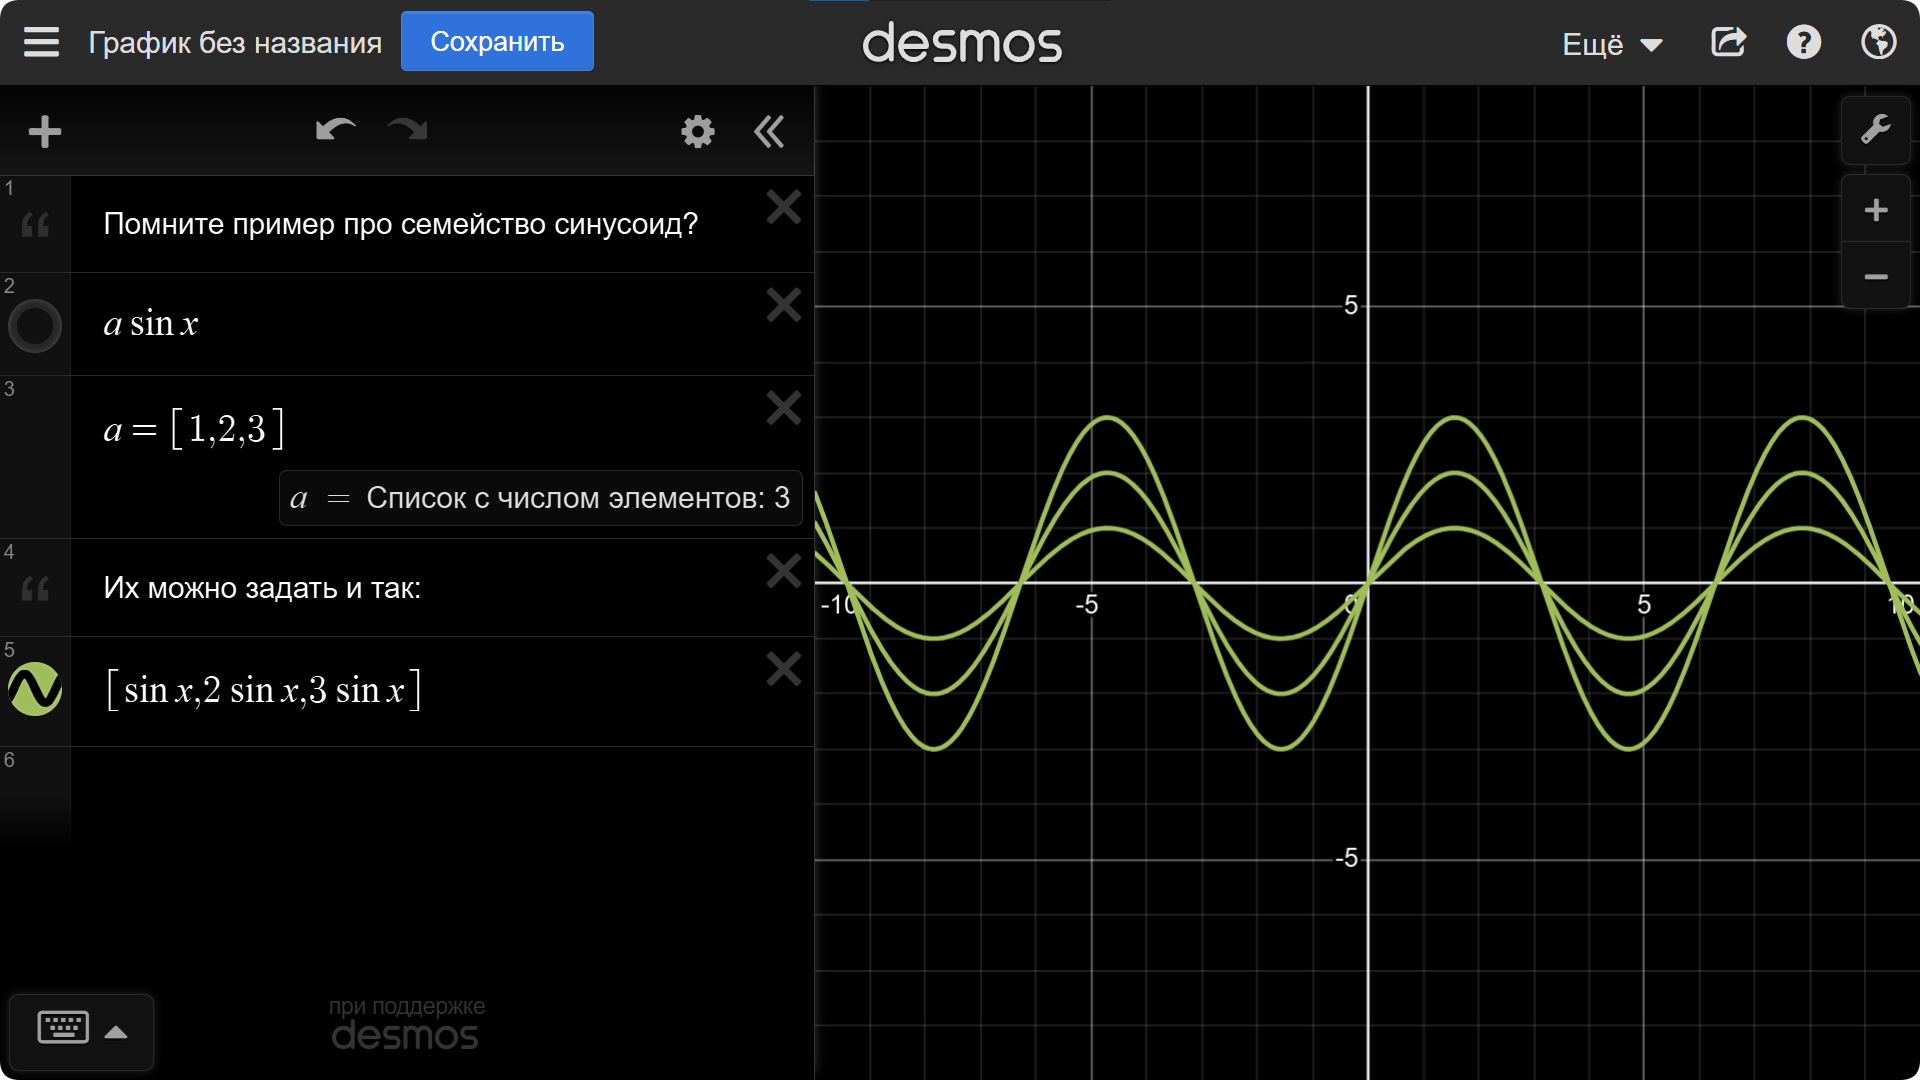 График без названия
Сохранить
desmos
Ещё
1
Помните пример про семейство синусоид?
2
a sin x
3
a = [1,2,3]
a = Список с числом элементов: 3
4
Их можно задать и так:
5
[sin x,2 sin x,3 sin x]
6
при поддержке
desmos
5
-10
-5
0
5
10
-5